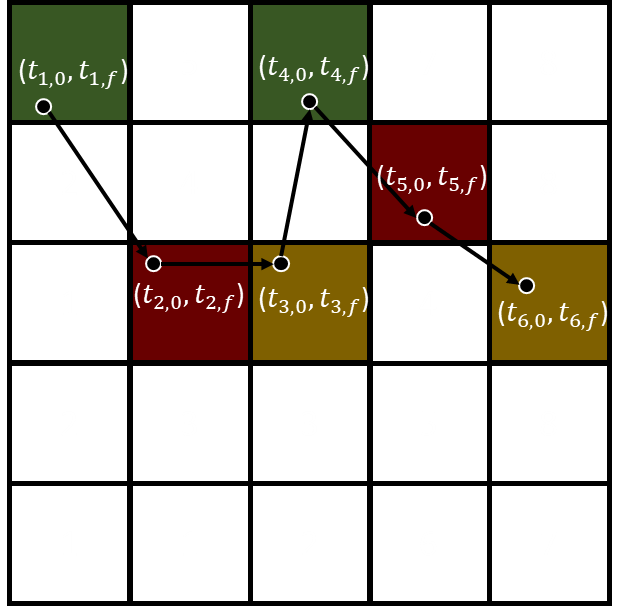 (t₁,₀, t₁,f)
(t₄,₀, t₄,f)
(t₅,₀, t₅,f)
(t₂,₀, t₂,f)
(t₃,₀, t₃,f)
(t₆,₀, t₆,f)